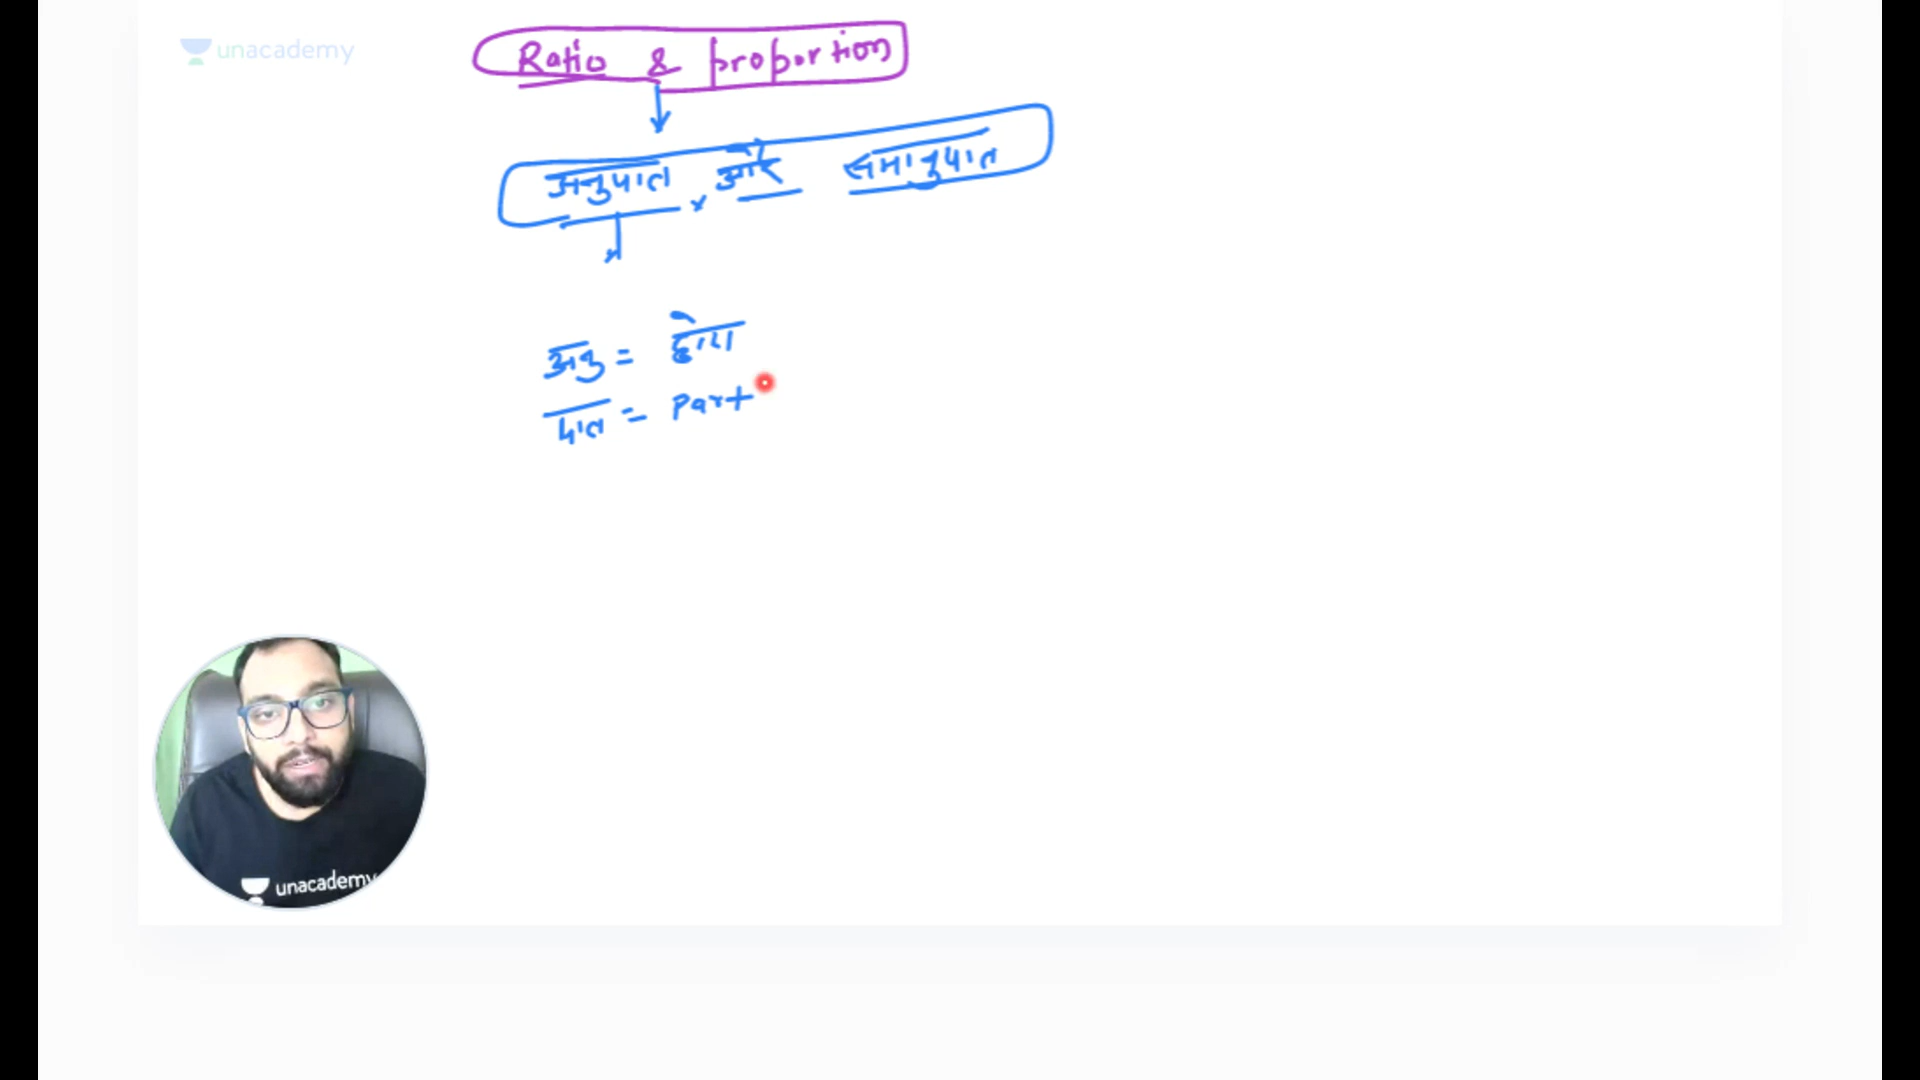 unacademy
Ratio & proportion
अनुपात और समानुपात
अनु = छोटा
पात = Part
unacademy